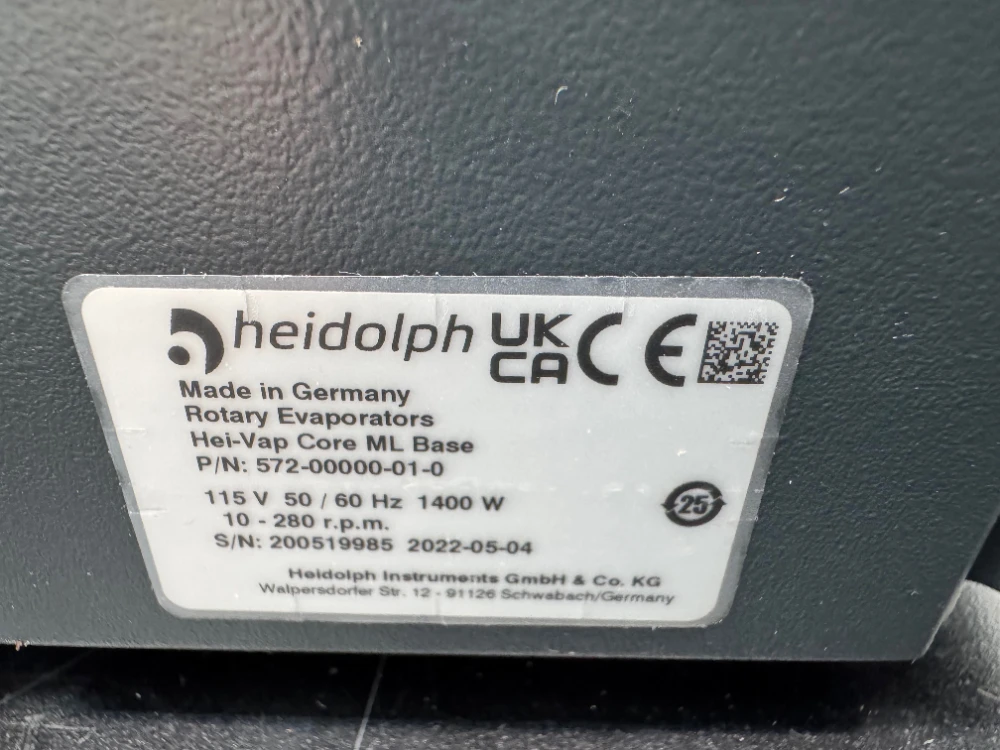 heidolph UK CA CE
Made in Germany
Rotary Evaporators
Hei-Vap Core ML Base
P/N: 572-00000-01-0
115 V 50 / 60 Hz 1400 W
25
10 - 280 r.p.m.
S/N: 200519985 2022-05-04
Heidolph Instruments GmbH & Co. KG
Walpersdorfer Str. 12 - 91126 Schwabach/Germany